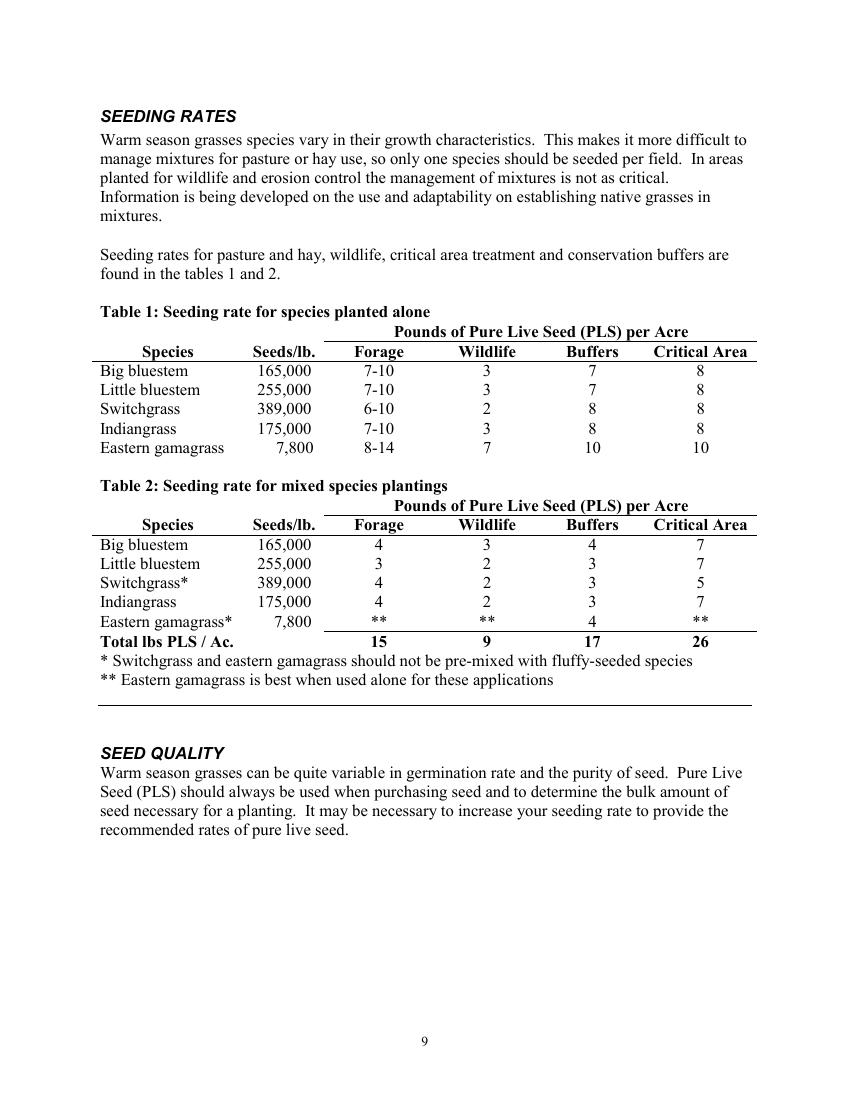 SEEDING RATES
Warm season grasses species vary in their growth characteristics.  This makes it more difficult to
manage mixtures for pasture or hay use, so only one species should be seeded per field.  In areas
planted for wildlife and erosion control the management of mixtures is not as critical.
Information is being developed on the use and adaptability on establishing native grasses in
mixtures.
Seeding rates for pasture and hay, wildlife, critical area treatment and conservation buffers are
found in the tables 1 and 2.
Table 1: Seeding rate for species planted alone
Pounds of Pure Live Seed (PLS) per Acre
Species Seeds/lb. Forage Wildlife Buffers Critical Area
Big bluestem 165,000 7-10 3 7 8
Little bluestem 255,000 7-10 3 7 8
Switchgrass 389,000 6-10 2 8 8
Indiangrass 175,000 7-10 3 8 8
Eastern gamagrass 7,800 8-14 7 10 10
Table 2: Seeding rate for mixed species plantings
Pounds of Pure Live Seed (PLS) per Acre
Species Seeds/lb. Forage Wildlife Buffers Critical Area
Big bluestem 165,000 4 3 4 7
Little bluestem 255,000 3 2 3 7
Switchgrass* 389,000 4 2 3 5
Indiangrass 175,000 4 2 3 7
Eastern gamagrass* 7,800 ** ** 4 **
Total lbs PLS / Ac. 15 9 17 26
* Switchgrass and eastern gamagrass should not be pre-mixed with fluffy-seeded species
** Eastern gamagrass is best when used alone for these applications
SEED QUALITY
Warm season grasses can be quite variable in germination rate and the purity of seed.  Pure Live
Seed (PLS) should always be used when purchasing seed and to determine the bulk amount of
seed necessary for a planting.  It may be necessary to increase your seeding rate to provide the
recommended rates of pure live seed.
9